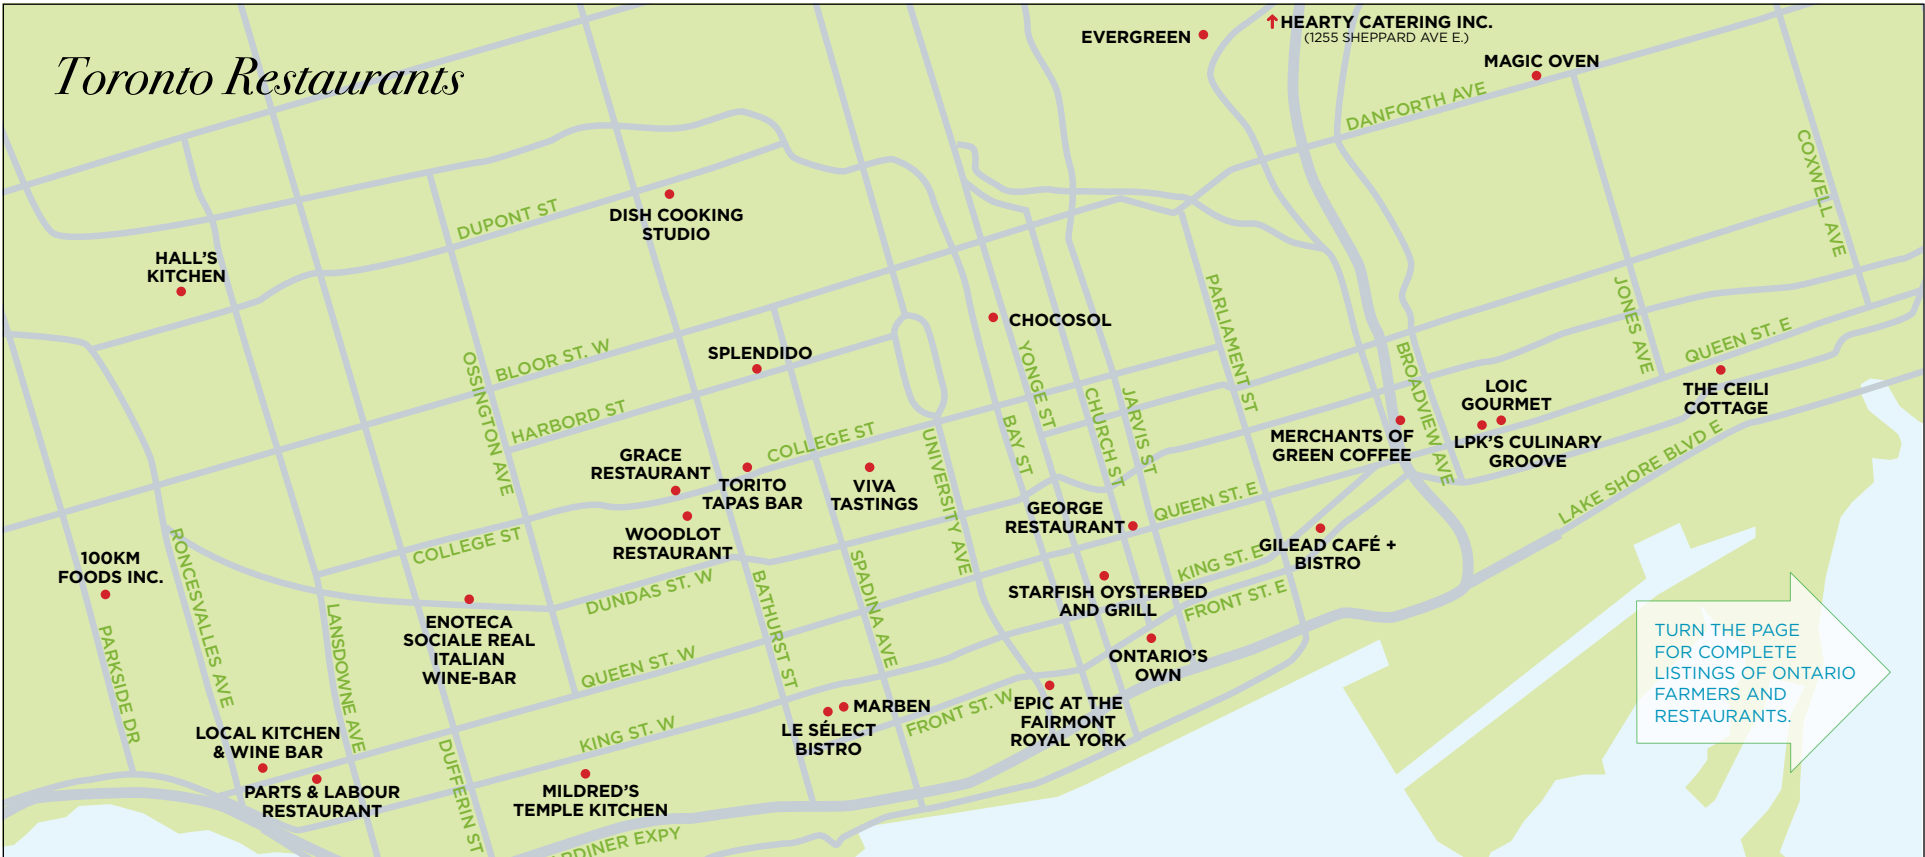 Toronto Restaurants
EVERGREEN
↑HEARTY CATERING INC.
(1255 SHEPPARD AVE E.)
MAGIC OVEN
DANFORTH AVE
COXWELL AVE
DUPONT ST
DISH COOKING
STUDIO
HALL'S
KITCHEN
PARLIAMENT ST
JONES AVE
CHOCOSOL
BLOOR ST. W
OSSINGTON AVE
SPLENDIDO
YONGE ST
BROADVIEW AVE
QUEEN ST. E
THE CEILI
COTTAGE
LOIC
GOURMET
HARBORD ST
COLLEGE ST
CHURCH ST
JARVIS ST
BAY ST
UNIVERSITY AVE
MERCHANTS OF
GREEN COFFEE
LPK'S CULINARY
GROOVE
LAKE SHORE BLVD E
GRACE
RESTAURANT
TORITO
TAPAS BAR
VIVA
TASTINGS
WOODLOT
RESTAURANT
GEORGE
RESTAURANT
QUEEN ST. E
GILEAD CAFÉ +
BISTRO
KING ST. E
FRONT ST. E
COLLEGE ST
100KM
FOODS INC.
RONCESVALLES AVE
DUNDAS ST. W
BATHURST ST
SPADINA AVE
STARFISH OYSTERBED
AND GRILL
ENOTECA
SOCIALE REAL
ITALIAN
WINE-BAR
PARKSIDE DR
LANSDOWNE AVE
QUEEN ST. W
ONTARIO'S
OWN
TURN THE PAGE
FOR COMPLETE
LISTINGS OF ONTARIO
FARMERS AND
RESTAURANTS.
MARBEN
LE SÉLECT
BISTRO
FRONT ST. W
EPIC AT THE
FAIRMONT
ROYAL YORK
LOCAL KITCHEN
& WINE BAR
KING ST. W
DUFFERIN ST
PARTS & LABOUR
RESTAURANT
MILDRED'S
TEMPLE KITCHEN
RDINER EXPY